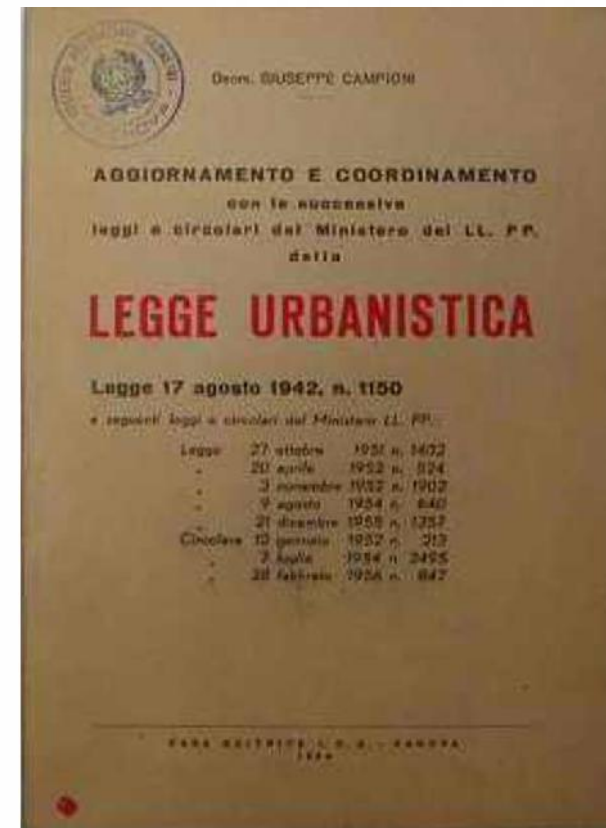 Geom. GIUSEPPE CAMPIONI
AGGIORNAMENTO E COORDINAMENTO
con le successive
leggi e circolari del Ministero dei LL. PP.
della
LEGGE URBANISTICA
Legge 17 agosto 1942, n. 1150
e seguenti leggi e circolari del Ministero LL. PP.:
Legge 27 ottobre 1951 n. 1402
„ 20 aprile 1952 n. 524
„ 3 novembre 1952 n. 1902
„ 9 agosto 1954 n. 640
„ 21 dicembre 1955 n. 1357
Circolare 10 gennaio 1952 n. 213
„ 7 luglio 1954 n. 2495
„ 28 febbraio 1956 n. 847
CASA EDITRICE